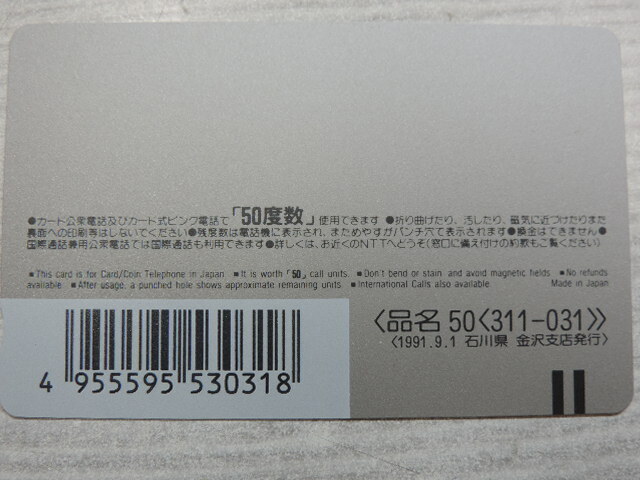 ●カード公衆電話及びカード式ピンク電話で「50度数」使用できます ●折り曲げたり、汚したり、磁気に近づけたりまた
裏面への印刷等はしないでください●残度数は電話機に表示され、またためやすがパンチ穴で表示されます●換金はできません●
国際通話兼用公衆電話では国際通話も利用できます●詳しくは、お近くのNTTへどうぞ(窓口に備え付けの約款もご覧ください)
■This card is for Card/Coin Telephone in Japan ■It is worth「50」call units. ■Don't bend or stain and avoid magnetic fields ■No refunds
available. ■After usage, a punched hole shows approximate remaining units. ■International Calls also available. Made in Japan
〈品名 50〈311-031〉〉
〈1991.9.1 石川県 金沢支店発行〉
4 955595 530318